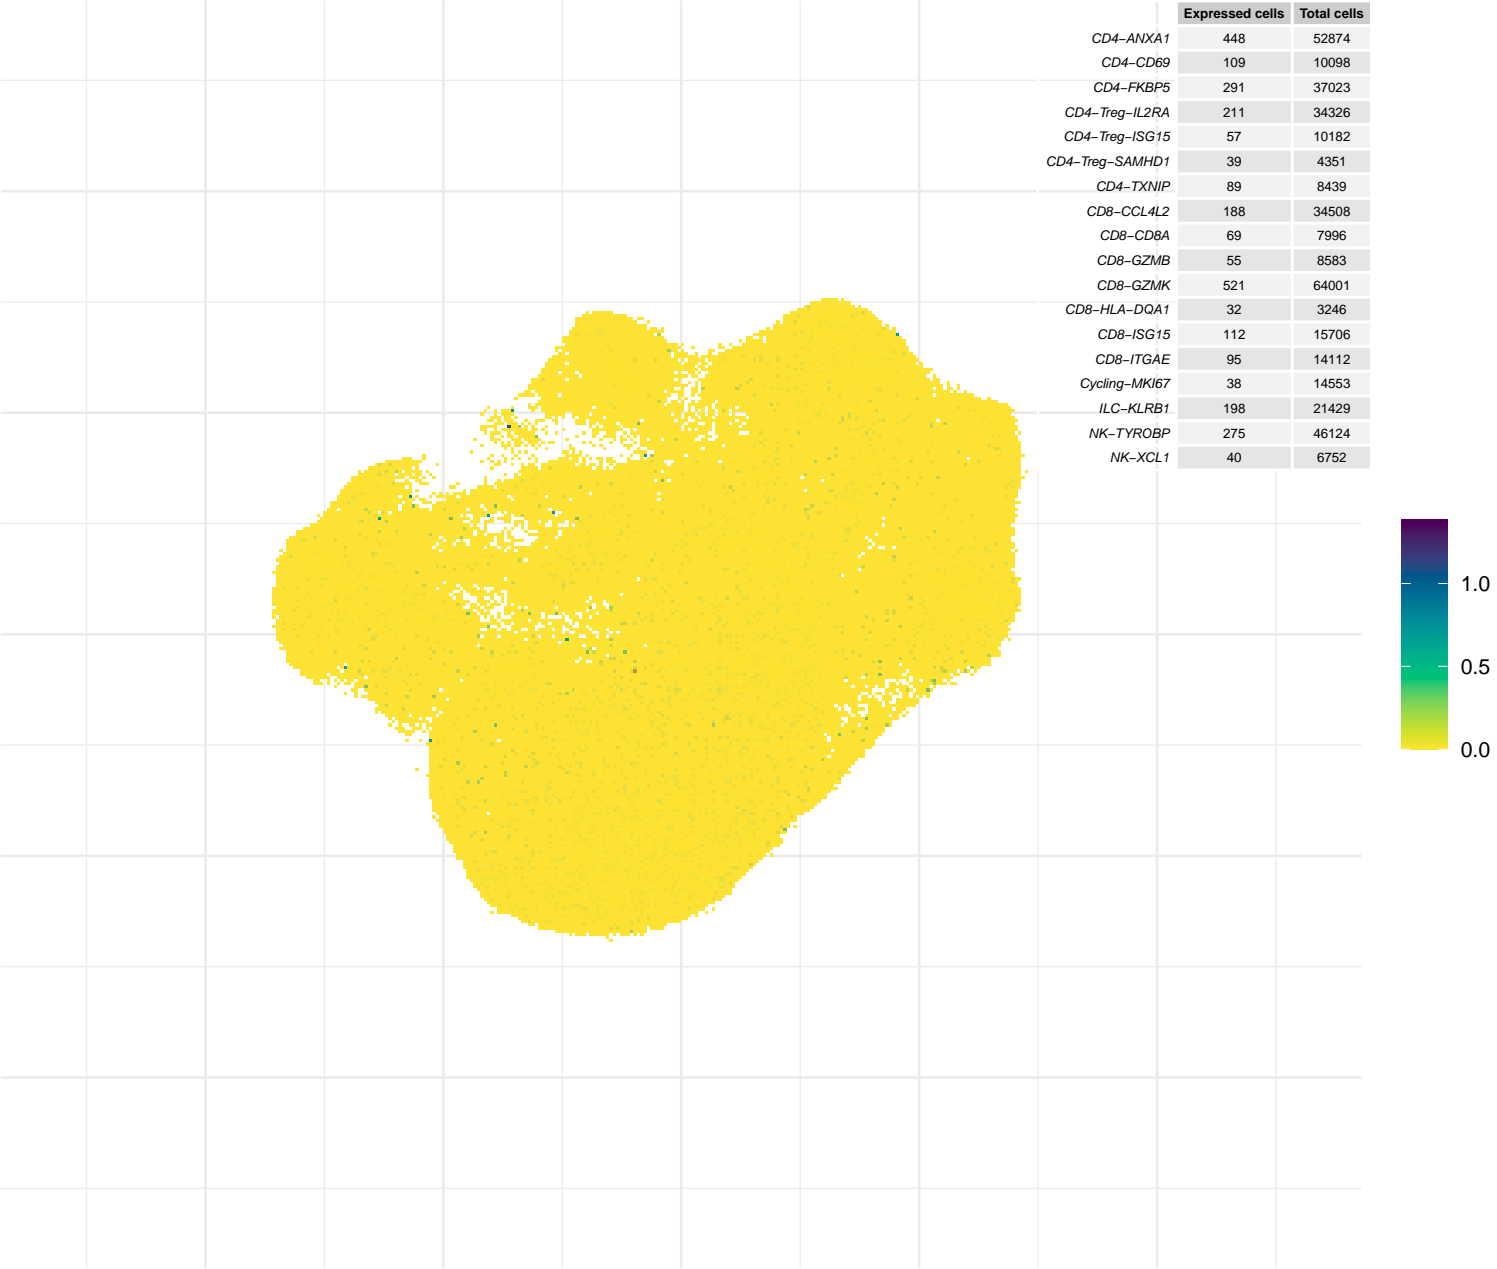 Expressed cells Total cells
CD4−ANXA1 448 52874
CD4−CD69 109 10098
CD4−FKBP5 291 37023
CD4−Treg−IL2RA 211 34326
CD4−Treg−ISG15 57 10182
CD4−Treg−SAMHD1 39 4351
CD4−TXNIP 89 8439
CD8−CCL4L2 188 34508
CD8−CD8A 69 7996
CD8−GZMB 55 8583
CD8−GZMK 521 64001
CD8−HLA−DQA1 32 3246
CD8−ISG15 112 15706
CD8−ITGAE 95 14112
Cycling−MKI67 38 14553
ILC−KLRB1 198 21429
NK−TYROBP 275 46124
NK−XCL1 40 6752
1.0
0.5
0.0